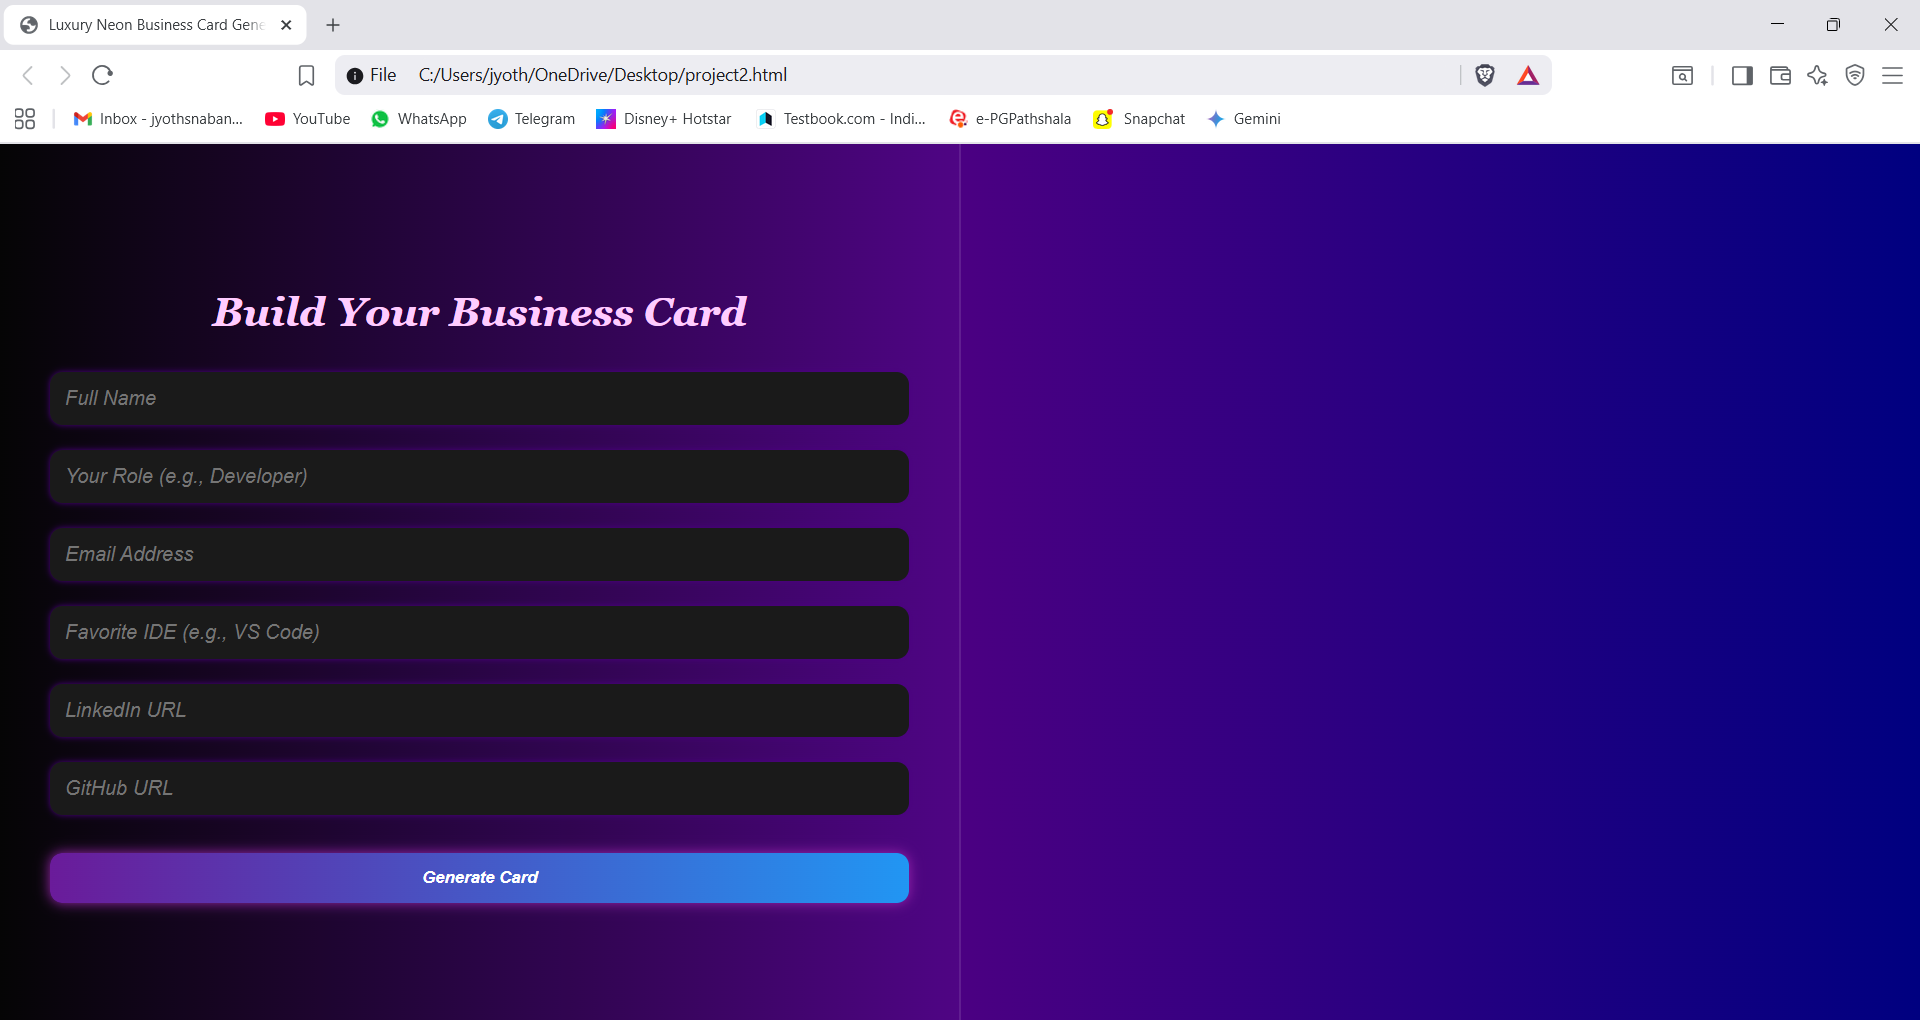 Luxury Neon Business Card Gene
File C:/Users/jyoth/OneDrive/Desktop/project2.html
Inbox - jyothsnaban... YouTube WhatsApp Telegram Disney+ Hotstar Testbook.com - Indi... e-PGPathshala Snapchat Gemini
Build Your Business Card
Full Name
Your Role (e.g., Developer)
Email Address
Favorite IDE (e.g., VS Code)
LinkedIn URL
GitHub URL
Generate Card